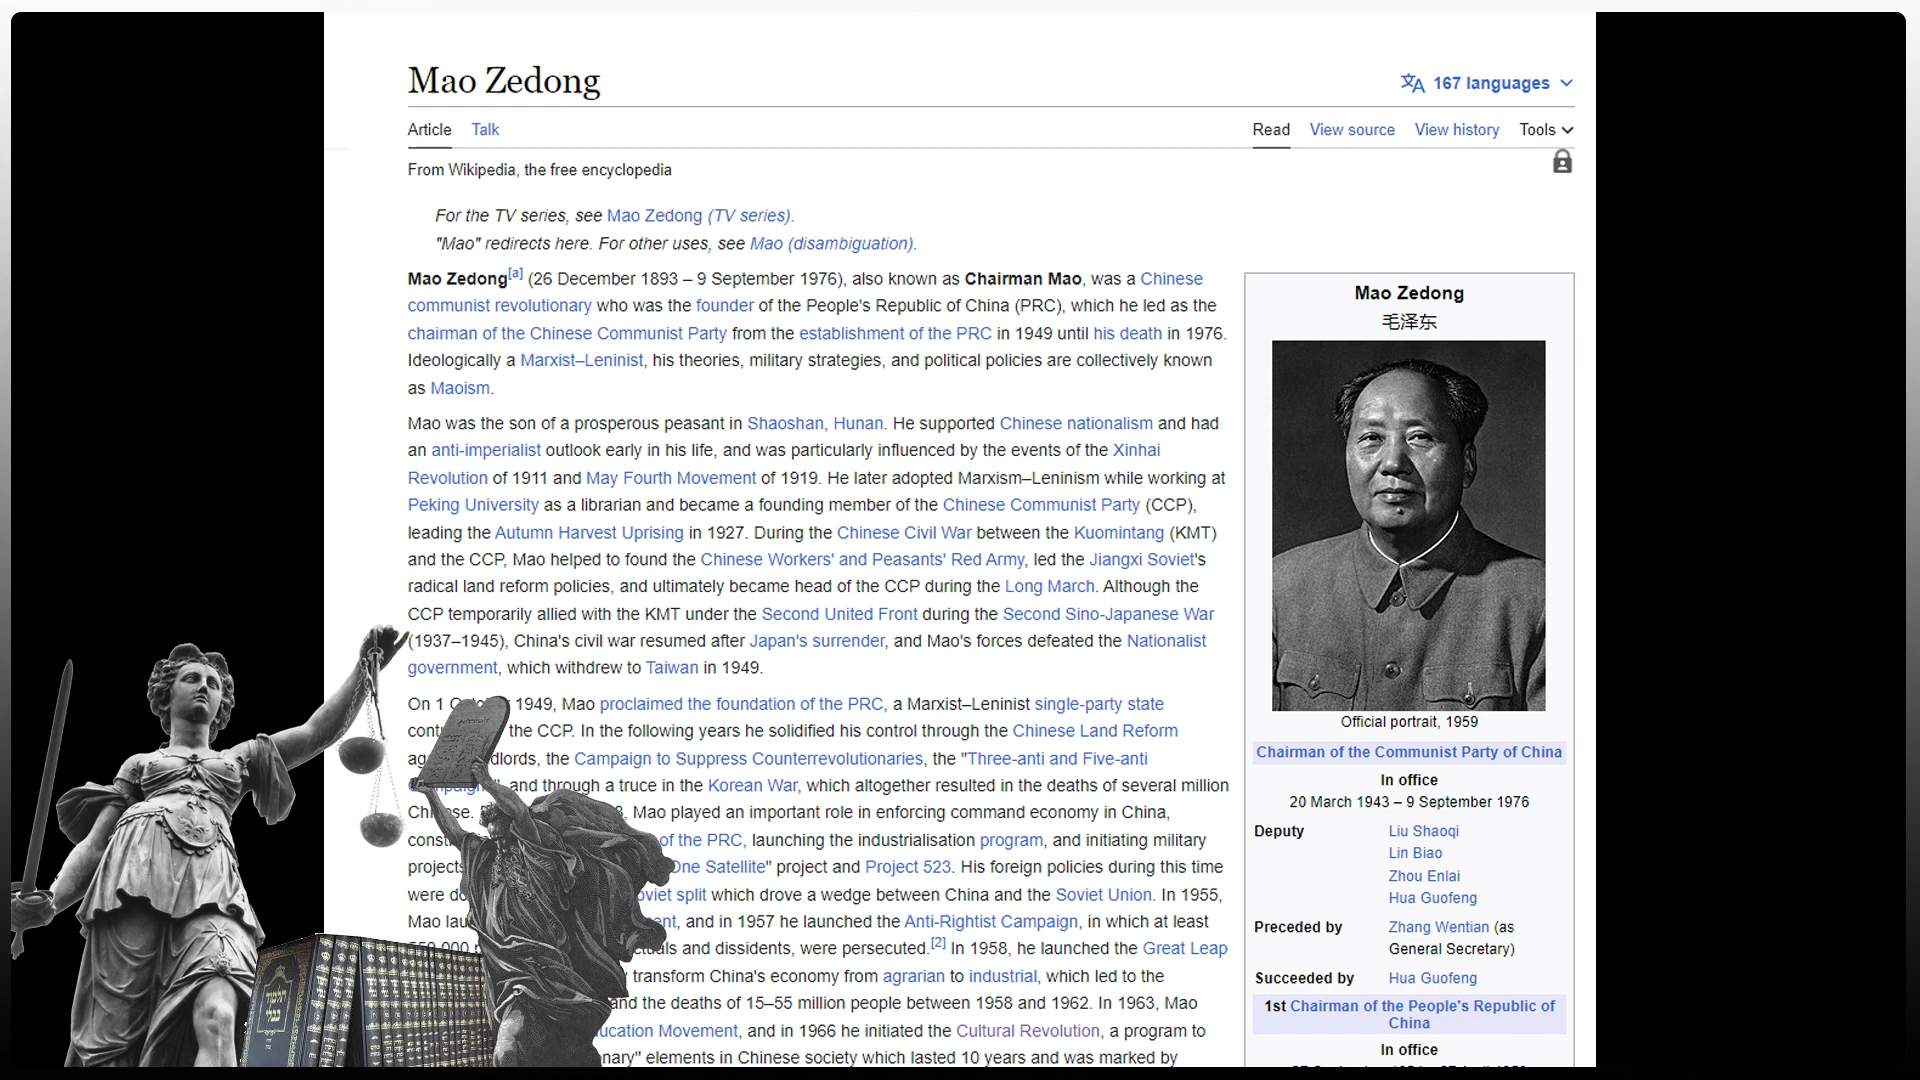 Mao Zedong
167 languages
Article Talk
Read View source View history Tools
From Wikipedia, the free encyclopedia
For the TV series, see Mao Zedong (TV series).
"Mao" redirects here. For other uses, see Mao (disambiguation).
Mao Zedong[a] (26 December 1893 – 9 September 1976), also known as Chairman Mao, was a Chinese
communist revolutionary who was the founder of the People's Republic of China (PRC), which he led as the
chairman of the Chinese Communist Party from the establishment of the PRC in 1949 until his death in 1976.
Ideologically a Marxist–Leninist, his theories, military strategies, and political policies are collectively known
as Maoism.
Mao was the son of a prosperous peasant in Shaoshan, Hunan. He supported Chinese nationalism and had
an anti-imperialist outlook early in his life, and was particularly influenced by the events of the Xinhai
Revolution of 1911 and May Fourth Movement of 1919. He later adopted Marxism–Leninism while working at
Peking University as a librarian and became a founding member of the Chinese Communist Party (CCP),
leading the Autumn Harvest Uprising in 1927. During the Chinese Civil War between the Kuomintang (KMT)
and the CCP, Mao helped to found the Chinese Workers' and Peasants' Red Army, led the Jiangxi Soviet's
radical land reform policies, and ultimately became head of the CCP during the Long March. Although the
CCP temporarily allied with the KMT under the Second United Front during the Second Sino-Japanese War
(1937–1945), China's civil war resumed after Japan's surrender, and Mao's forces defeated the Nationalist
government, which withdrew to Taiwan in 1949.
On 1 1949, Mao proclaimed the foundation of the PRC, a Marxist–Leninist single-party state
the CCP. In the following years he solidified his control through the Chinese Land Reform
the Campaign to Suppress Counterrevolutionaries, the "Three-anti and Five-anti
and through a truce in the Korean War, which altogether resulted in the deaths of several million
Mao played an important role in enforcing command economy in China,
of the PRC, launching the industrialisation program, and initiating military
projects One Satellite" project and Project 523. His foreign policies during this time
were split which drove a wedge between China and the Soviet Union. In 1955,
Mao and in 1957 he launched the Anti-Rightist Campaign, in which at least
and dissidents, were persecuted.[2] In 1958, he launched the Great Leap
transform China's economy from agrarian to industrial, which led to the
and the deaths of 15–55 million people between 1958 and 1962. In 1963, Mao
Movement, and in 1966 he initiated the Cultural Revolution, a program to
elements in Chinese society which lasted 10 years and was marked by
Mao Zedong
毛泽东
Official portrait, 1959
Chairman of the Communist Party of China
In office
20 March 1943 – 9 September 1976
Deputy Liu Shaoqi
Lin Biao
Zhou Enlai
Hua Guofeng
Preceded by Zhang Wentian (as
General Secretary)
Succeeded by Hua Guofeng
1st Chairman of the People's Republic of
China
In office
תלמוד
בבלי